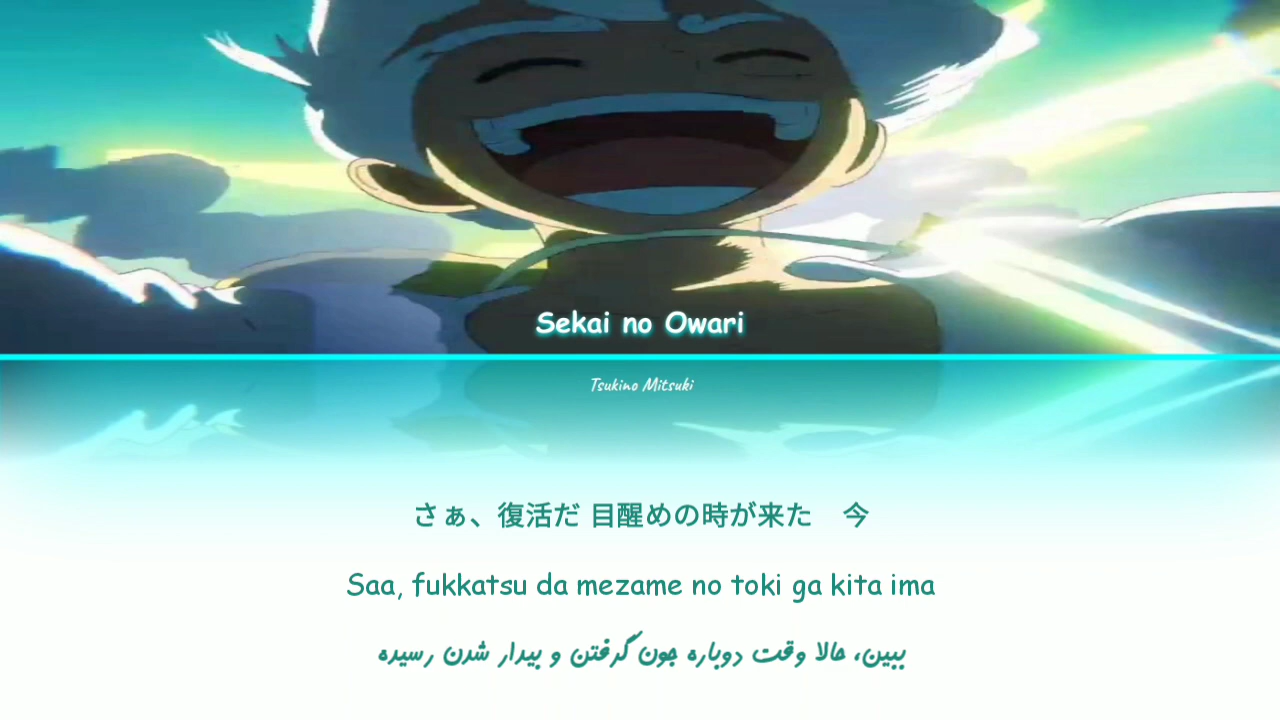 Sekai no Owari
Tsukino Mitsuki
さぁ、復活だ 目醒めの時が来た　今
Saa, fukkatsu da mezame no toki ga kita ima
ببین، حالا وقت دوباره جون گرفتن و بیدار شدن رسیده